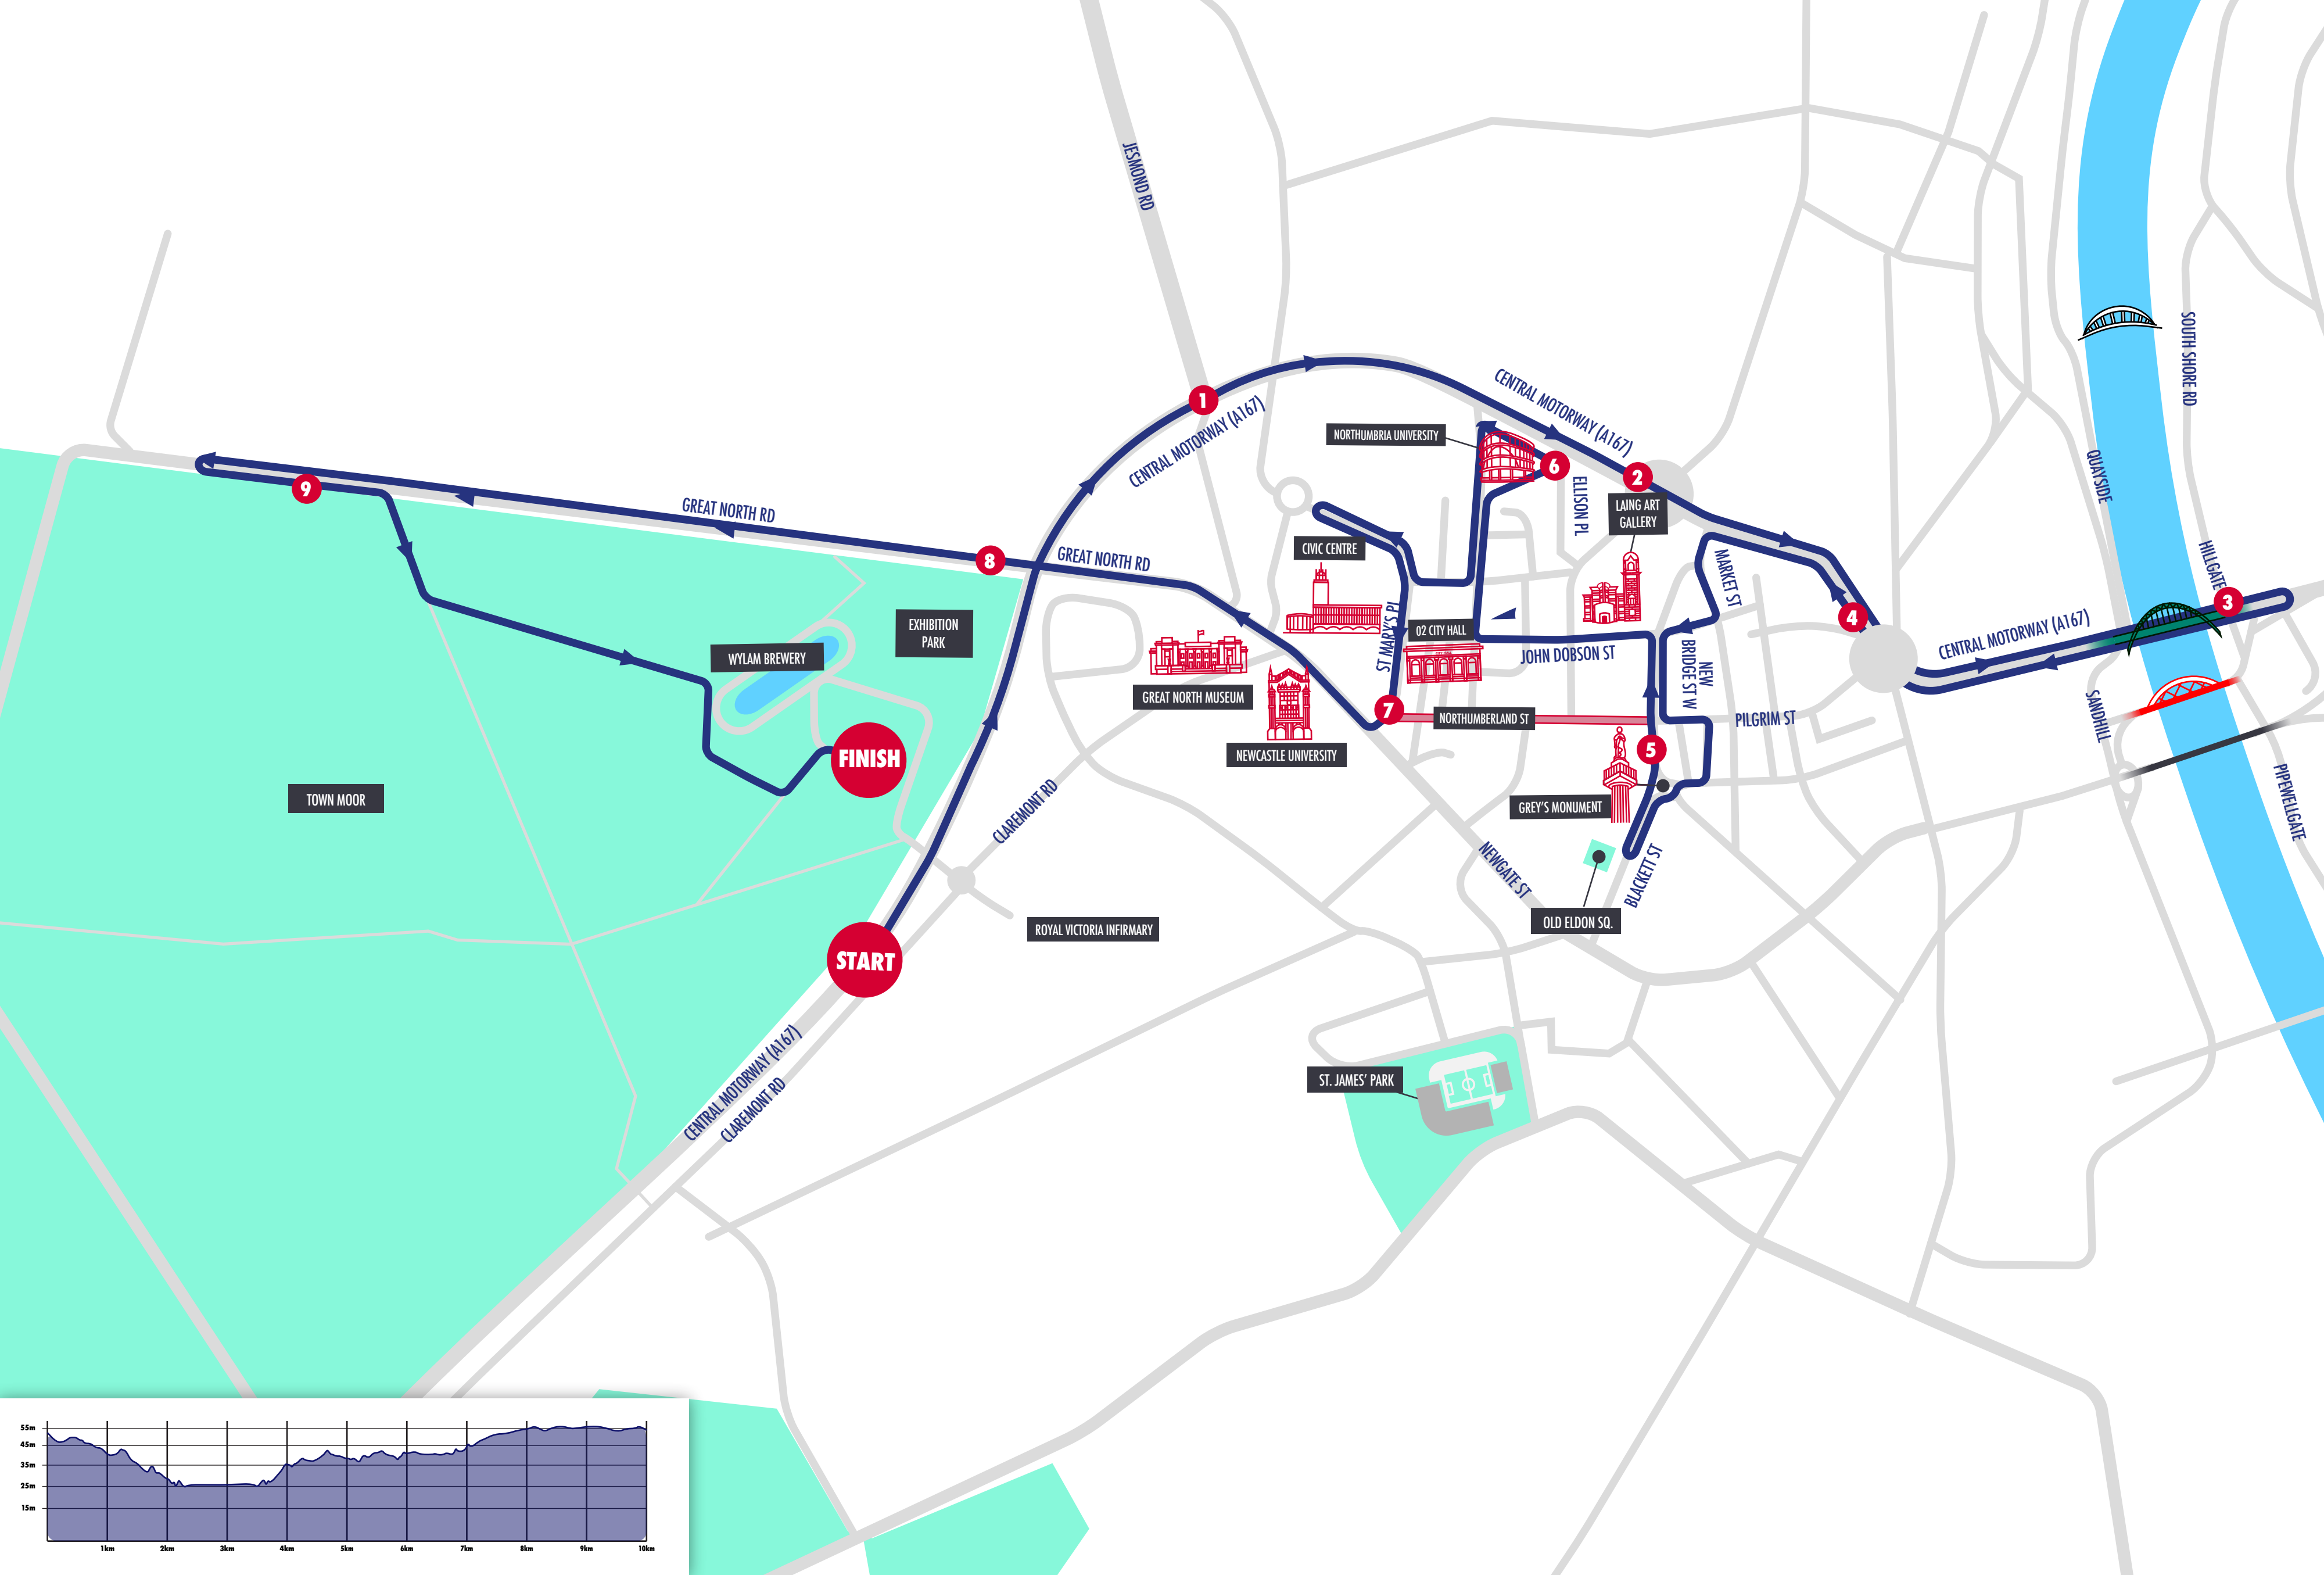 JESMOND RD
CENTRAL MOTORWAY (A167)
1
CENTRAL MOTORWAY (A167)
NORTHUMBRIA UNIVERSITY
6
2
ELLISON PL
LAING ART
GALLERY
SOUTH SHORE RD
QUAYSIDE
HILLGATE
9
GREAT NORTH RD
8
GREAT NORTH RD
CIVIC CENTRE
MARKET ST
4
3
CENTRAL MOTORWAY (A167)
EXHIBITION
PARK
WYLAM BREWERY
ST MARY'S PL
O2 CITY HALL
JOHN DOBSON ST
NEW
BRIDGE ST W
GREAT NORTH MUSEUM
7
NORTHUMBERLAND ST
PILGRIM ST
SANDHILL
NEWCASTLE UNIVERSITY
5
FINISH
TOWN MOOR
CLAREMONT RD
GREY'S MONUMENT
PIPEWELLGATE
NEWGATE ST
BLACKETT ST
OLD ELDON SQ.
ROYAL VICTORIA INFIRMARY
START
CENTRAL MOTORWAY (A167)
CLAREMONT RD
ST. JAMES' PARK
55m
45m
35m
25m
15m
1km 2km 3km 4km 5km 6km 7km 8km 9km 10km